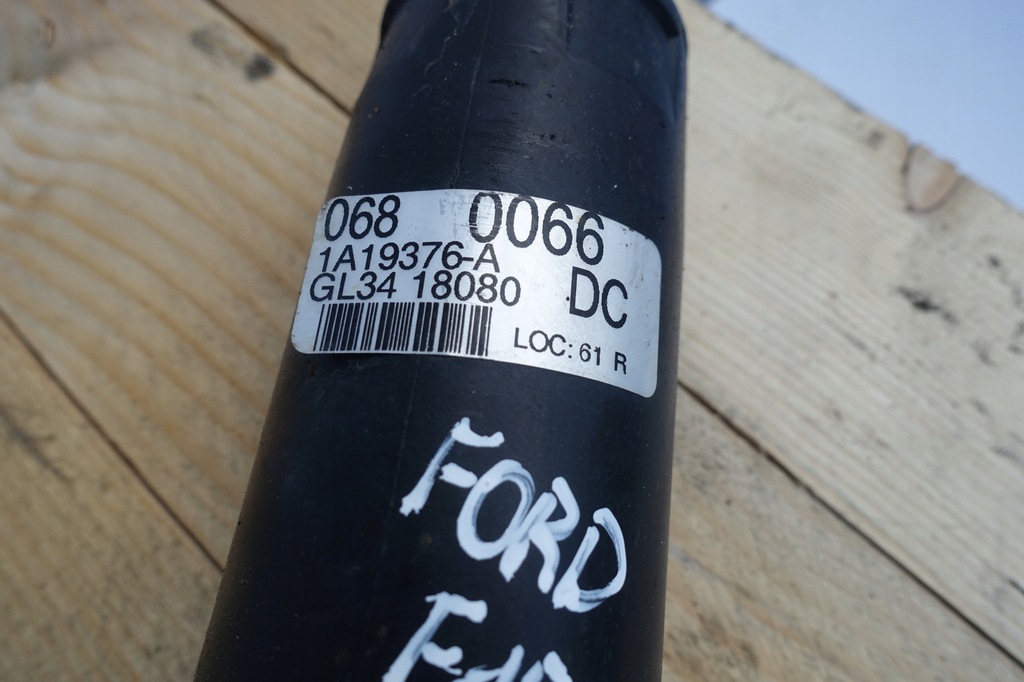 068 0066
1A19376-A
GL34 18080 DC
LOC: 61 R
FORD